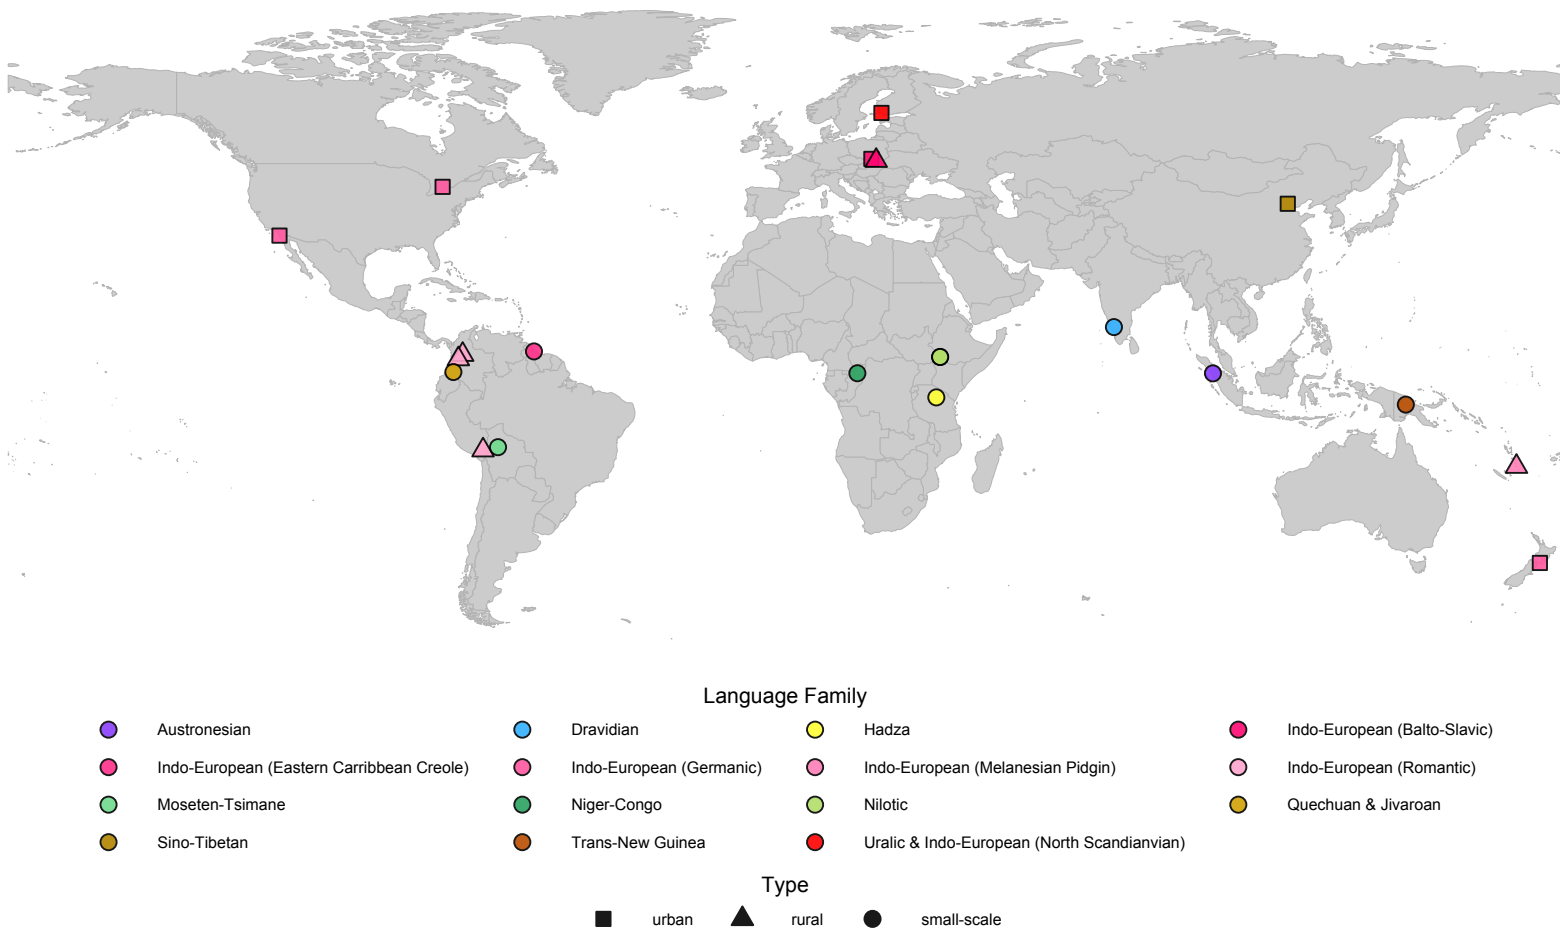 Language Family
Austronesian Dravidian Hadza Indo-European (Balto-Slavic)
Indo-European (Eastern Carribbean Creole) Indo-European (Germanic) Indo-European (Melanesian Pidgin) Indo-European (Romantic)
Moseten-Tsimane Niger-Congo Nilotic Quechuan & Jivaroan
Sino-Tibetan Trans-New Guinea Uralic & Indo-European (North Scandianvian)
Type
urban rural small-scale